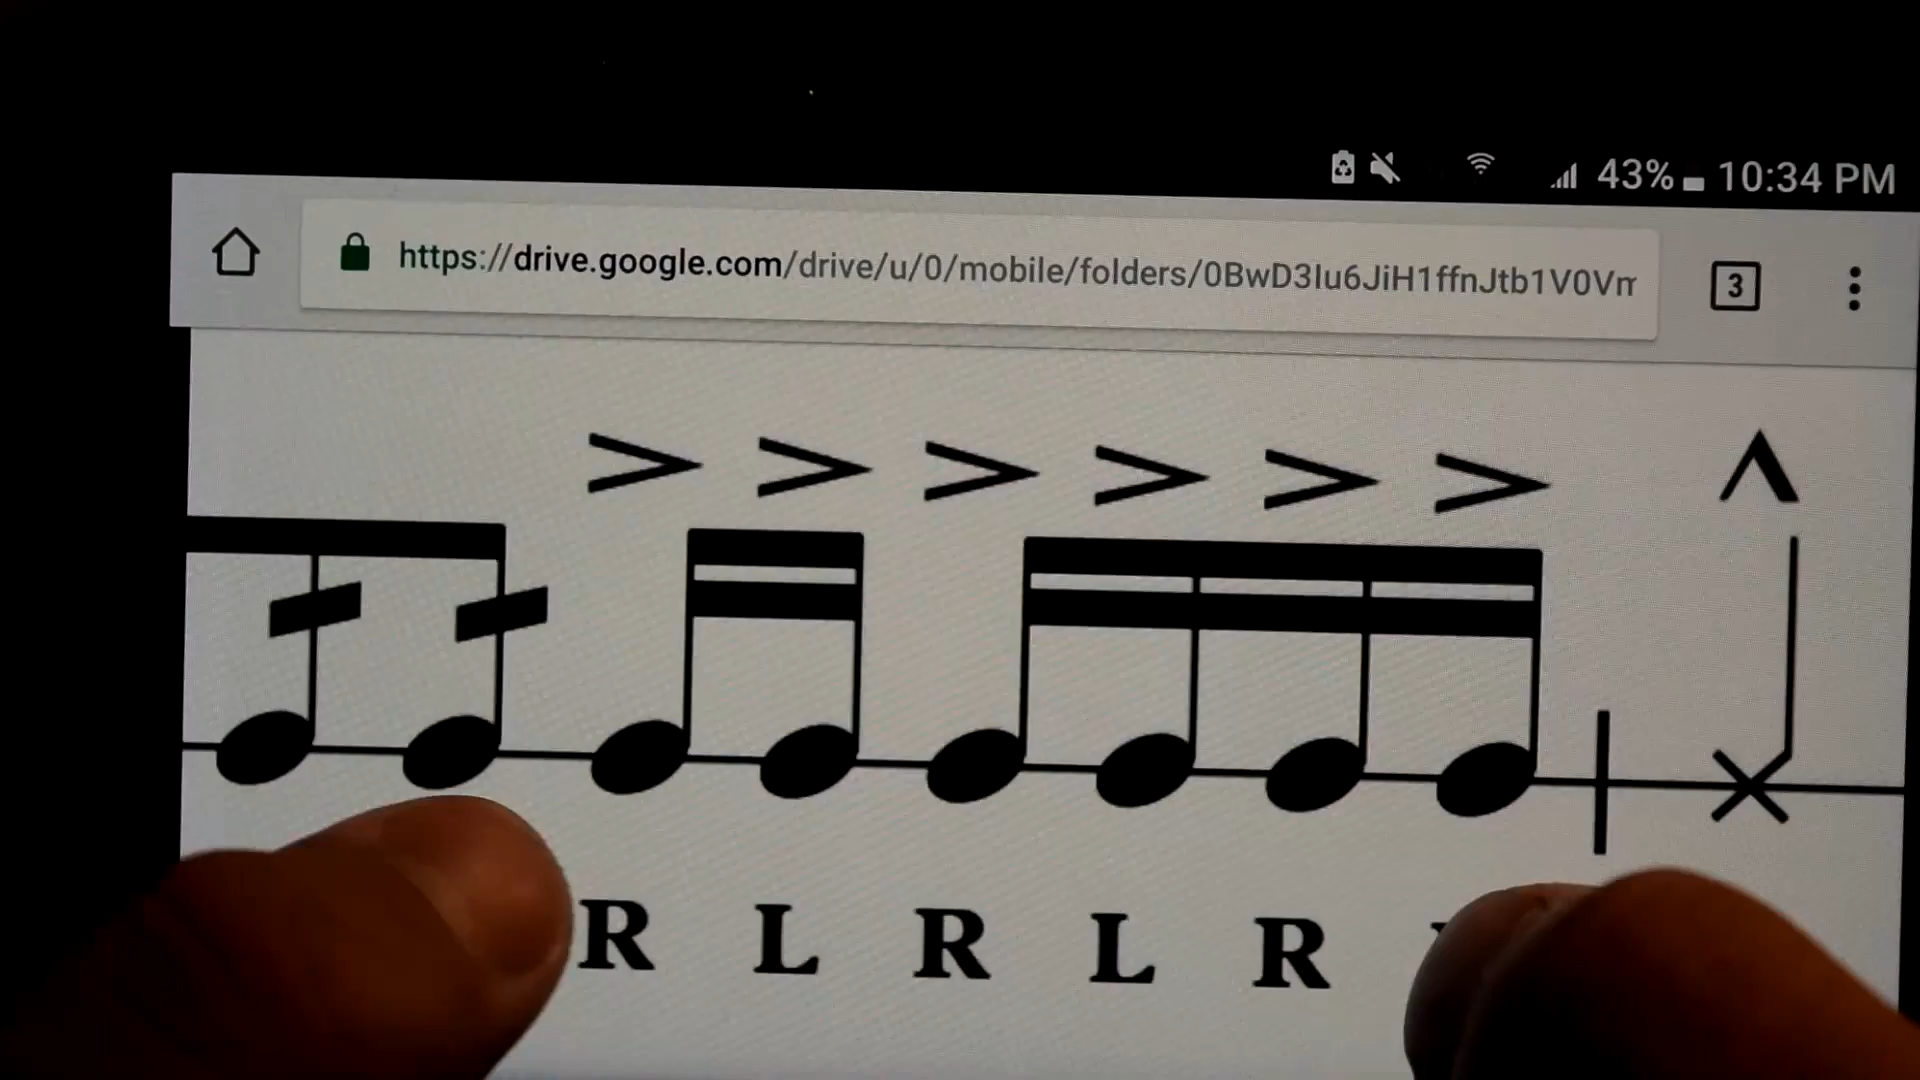 43% 10:34 PM
https://drive.google.com/drive/u/0/mobile/folders/0BwD3Iu6JiH1ffnJtb1V0Vm 3
R L R L R